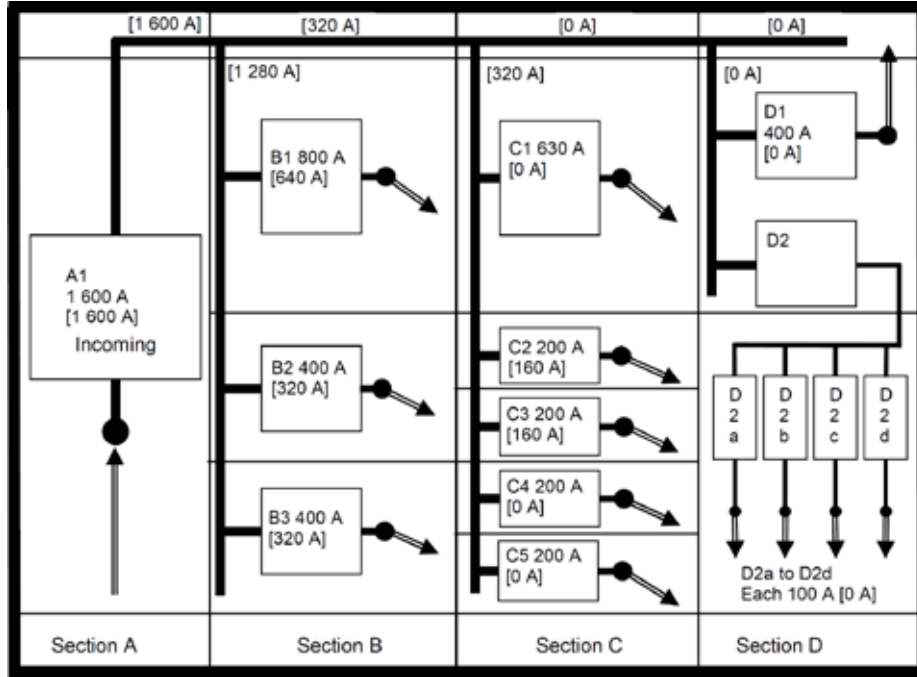 [1 600 A]
[320 A]
[0 A]
[0 A]
[1 280 A]
[320 A]
[0 A]
A1
1 600 A
[1 600 A]
Incoming
B1 800 A
[640 A]
B2 400 A
[320 A]
B3 400 A
[320 A]
C1 630 A
[0 A]
C2 200 A
[160 A]
C3 200 A
[160 A]
C4 200 A
[0 A]
C5 200 A
[0 A]
D1
400 A
[0 A]
D2
D
2
a
D
2
b
D
2
c
D
2
d
D2a to D2d
Each 100 A [0 A]
Section A
Section B
Section C
Section D